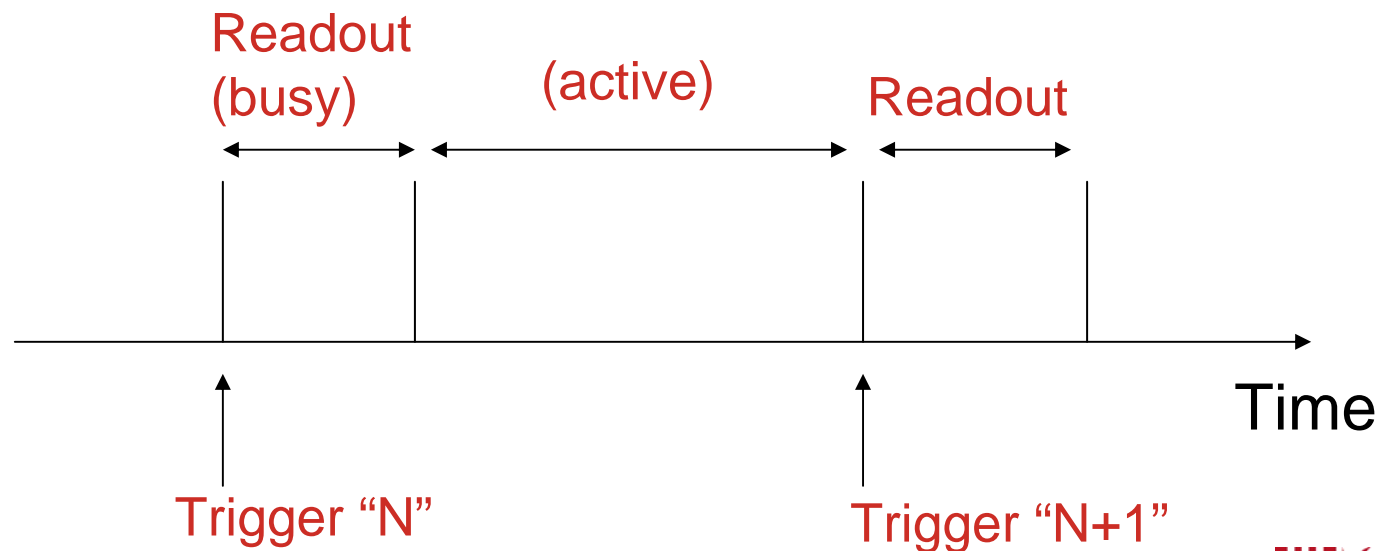 Readout
(busy)
(active)
Readout
Time
Trigger “N”
Trigger “N+1”